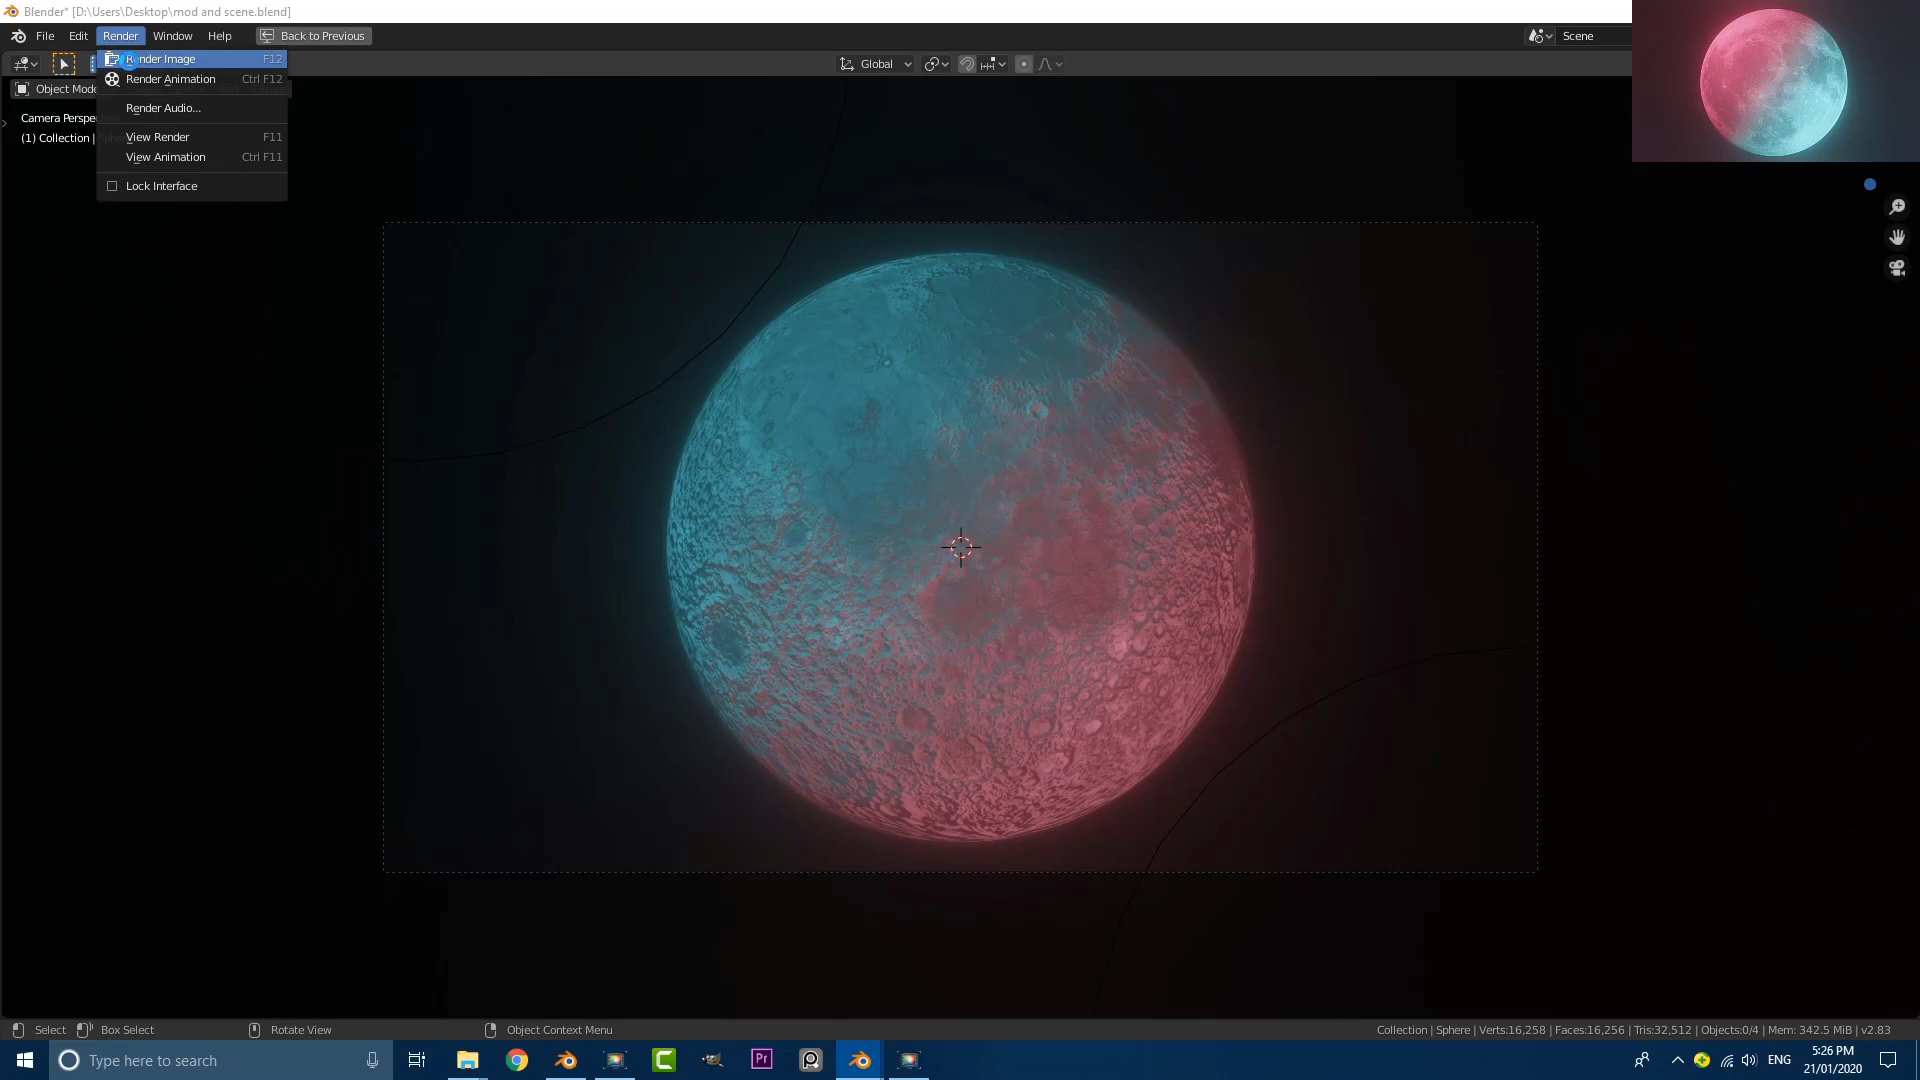 Blender* [D:\Users\Desktop\mod and scene.blend]
File Edit Render Window Help Back to Previous Scene
Render Image F12
Global
Render Animation Ctrl F12
Object Mode
Render Audio...
Camera Perspe
(1) Collection |
View Render F11
View Animation Ctrl F11
Lock Interface
Select Box Select Rotate View Object Context Menu Collection | Sphere | Verts:16,258 | Faces:16,256 | Tris:32,512 | Objects:0/4 | Mem: 342.5 MiB | v2.83
Type here to search
Pr
ENG
5:26 PM
21/01/2020